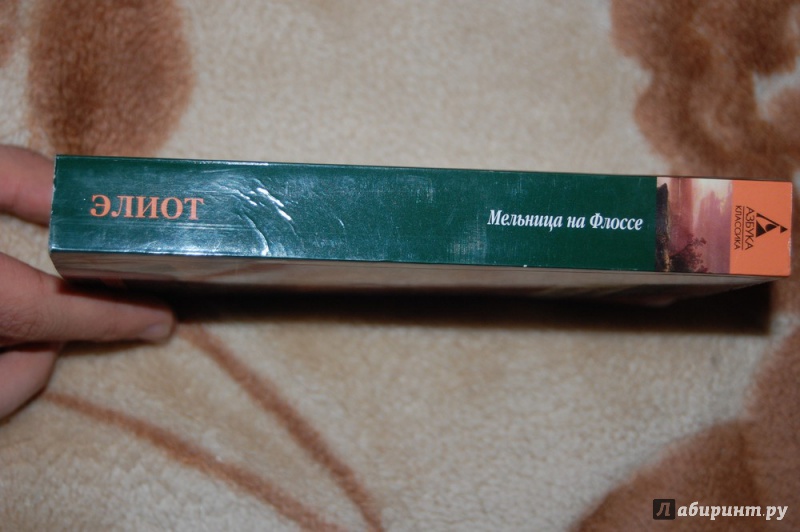 ЭЛИОТ
Мельница на Флоссе
АЗБУКА
КЛАССИКА
Лабиринт.ру